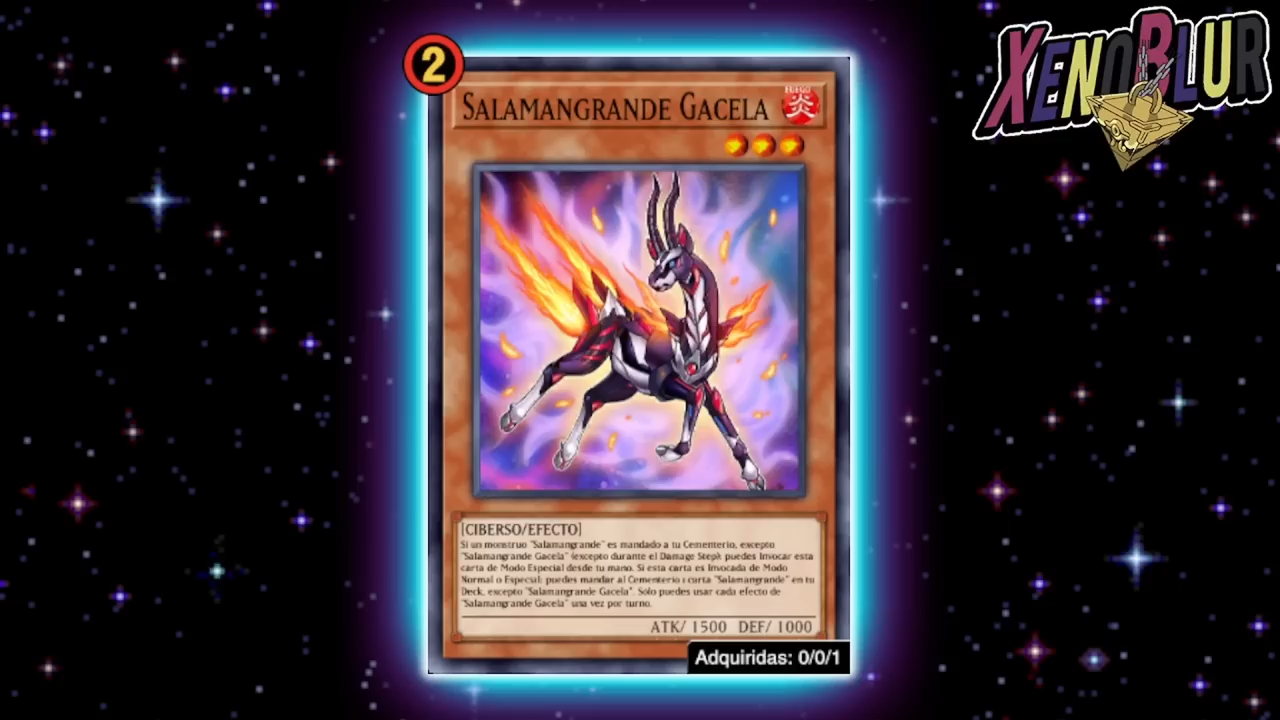 XENOBLUR
2
SALAMANGRANDE GACELA
FUEGO
炎
[CIBERSO/EFECTO]
Si un monstruo "Salamangrande" es mandado a tu Cementerio, excepto
"Salamangrande Gacela" (excepto durante el Damage Step): puedes Invocar esta
carta de Modo Especial desde tu mano. Si esta carta es Invocada de Modo
Normal o Especial: puedes mandar al Cementerio 1 carta "Salamangrande" en tu
Deck, excepto "Salamangrande Gacela". Sólo puedes usar cada efecto de
"Salamangrande Gacela" una vez por turno.
ATK/ 1500 DEF/ 1000
Adquiridas: 0/0/1